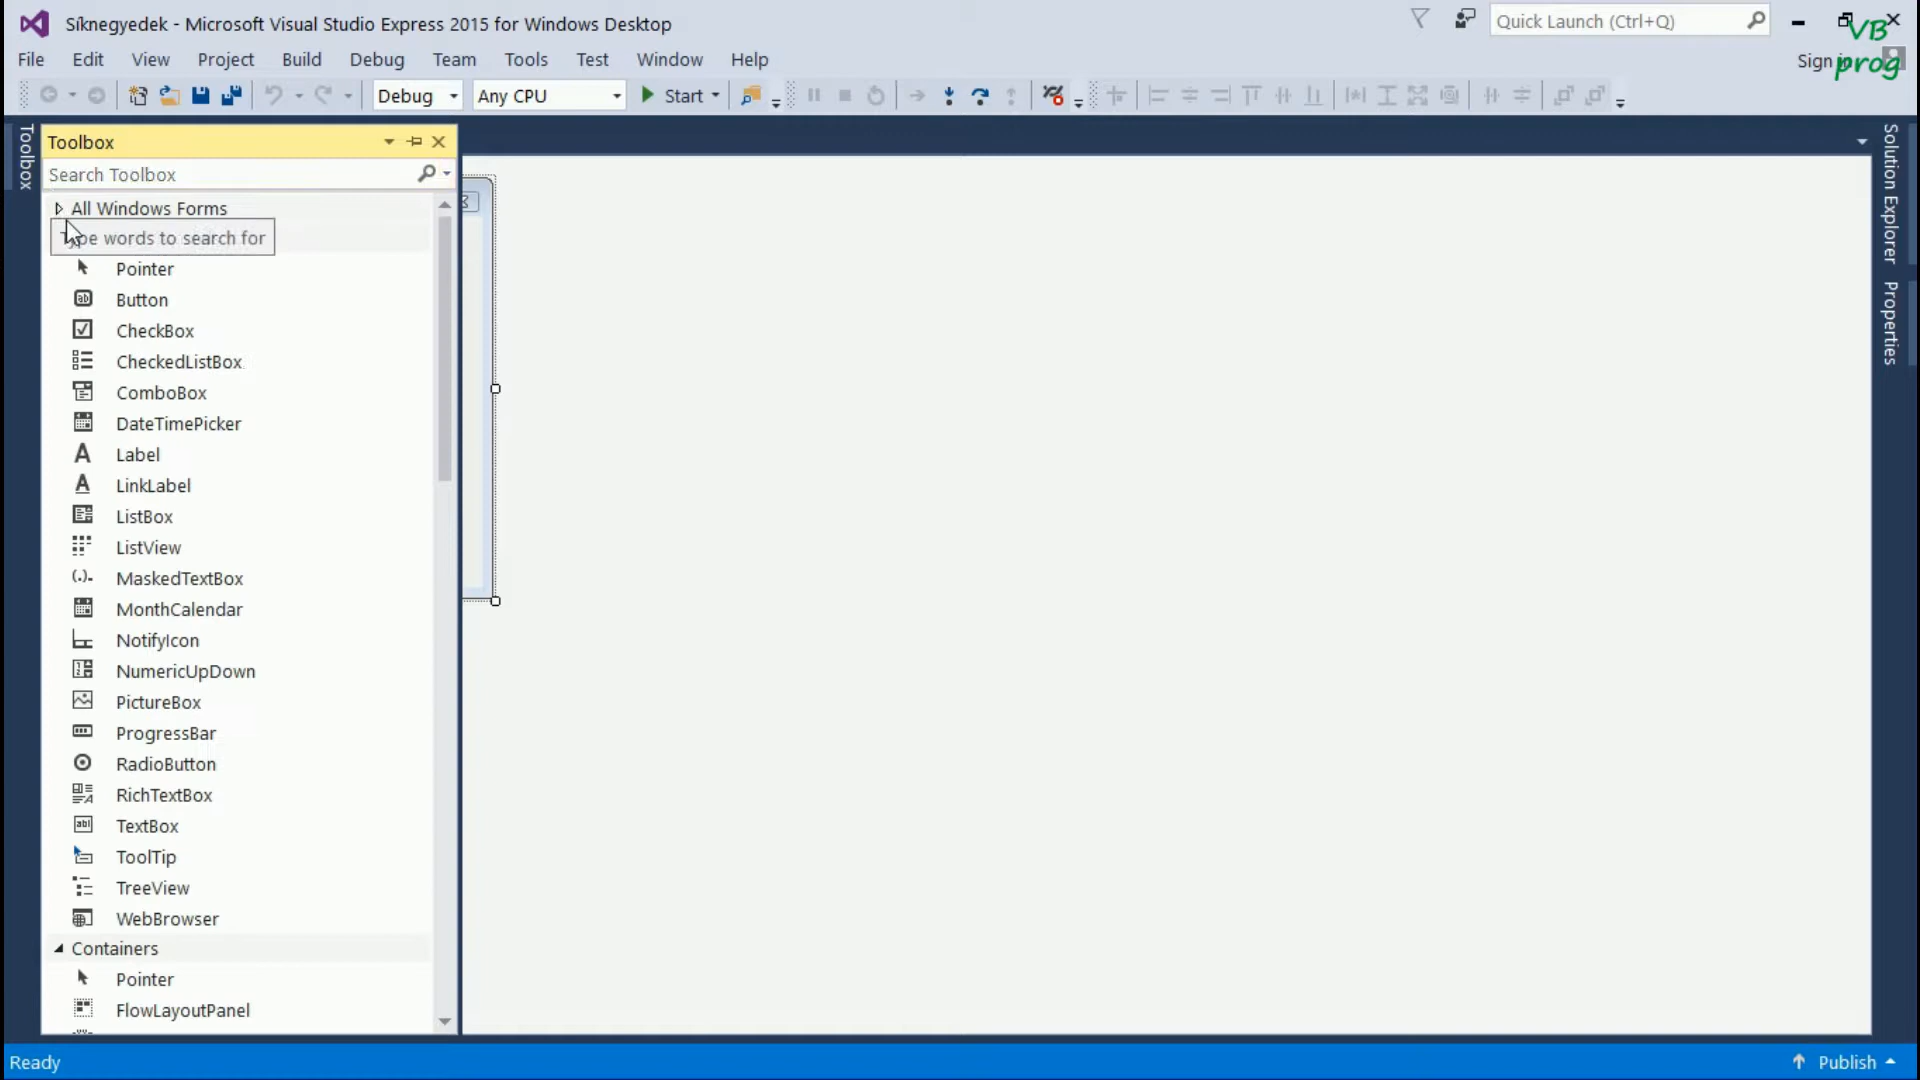 Síknegyedek - Microsoft Visual Studio Express 2015 for Windows Desktop
Quick Launch (Ctrl+Q)
VB
prog
File Edit View Project Build Debug Team Tools Test Window Help
Sign
Debug Any CPU Start
Toolbox
Toolbox
Search Toolbox
All Windows Forms
words to search for
Pointer
Button
CheckBox
CheckedListBox
ComboBox
DateTimePicker
Label
LinkLabel
ListBox
ListView
MaskedTextBox
MonthCalendar
NotifyIcon
NumericUpDown
PictureBox
ProgressBar
RadioButton
RichTextBox
TextBox
ToolTip
TreeView
WebBrowser
Containers
Pointer
FlowLayoutPanel
Solution Explorer
Properties
Ready
Publish